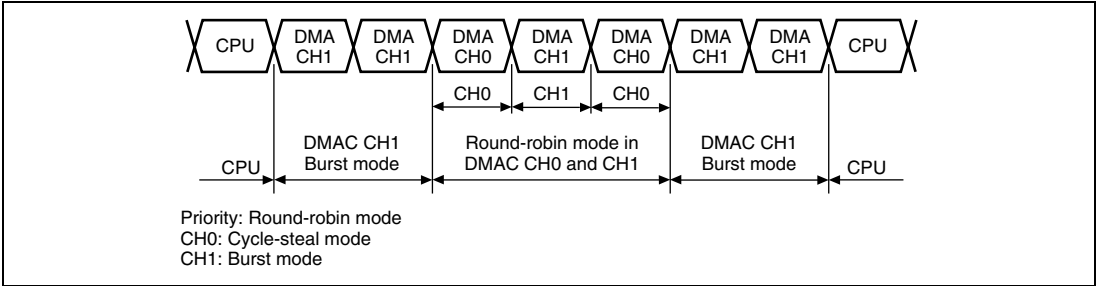 CPU DMA CH1 DMA CH1 DMA CH0 DMA CH1 DMA CH0 DMA CH1 DMA CH1 CPU
CH0 CH1 CH0
CPU
DMAC CH1
Burst mode
Round-robin mode in
DMAC CH0 and CH1
DMAC CH1
Burst mode
CPU
Priority: Round-robin mode
CH0: Cycle-steal mode
CH1: Burst mode